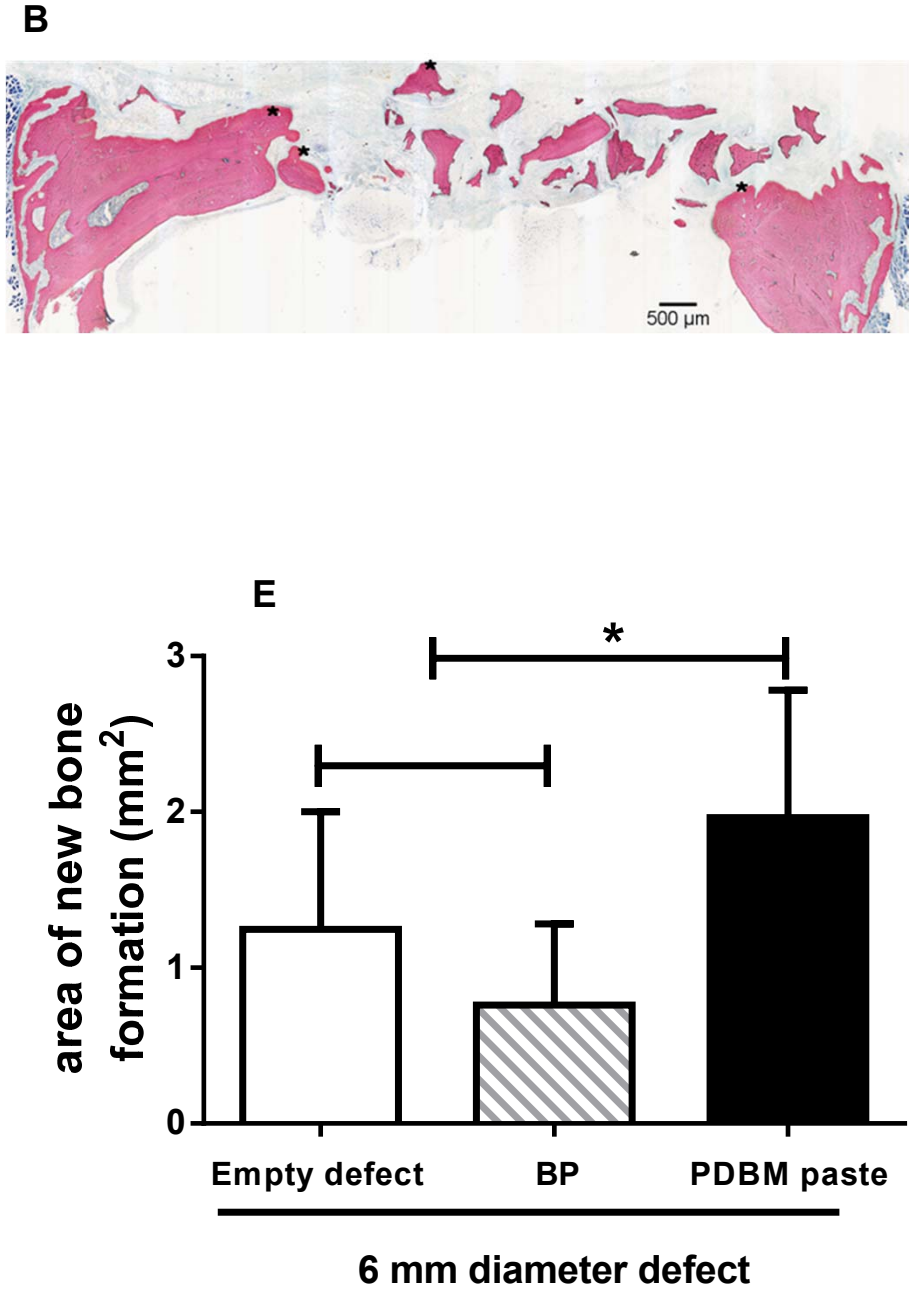 B
*
*
*
*
500 µm
E
*
3
2
1
0
area of new bone
formation (mm²)
Empty defect
BP
PDBM paste
6 mm diameter defect